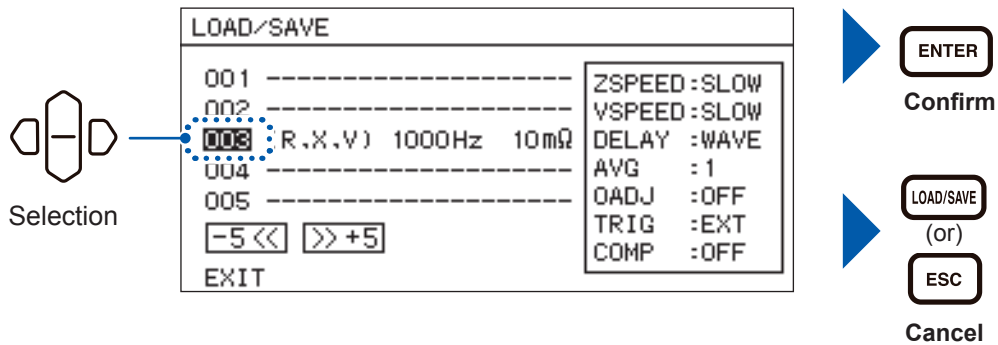 LOAD/SAVE
001 ----------------------
002 ----------------------
003 (R.X.V) 1000Hz 10mΩ
004 ----------------------
005 ----------------------
-5 << >> +5
EXIT
ZSPEED :SLOW
VSPEED :SLOW
DELAY :WAVE
AVG :1
OADJ :OFF
TRIG :EXT
COMP :OFF
Selection
ENTER
Confirm
LOAD/SAVE
(or)
ESC
Cancel